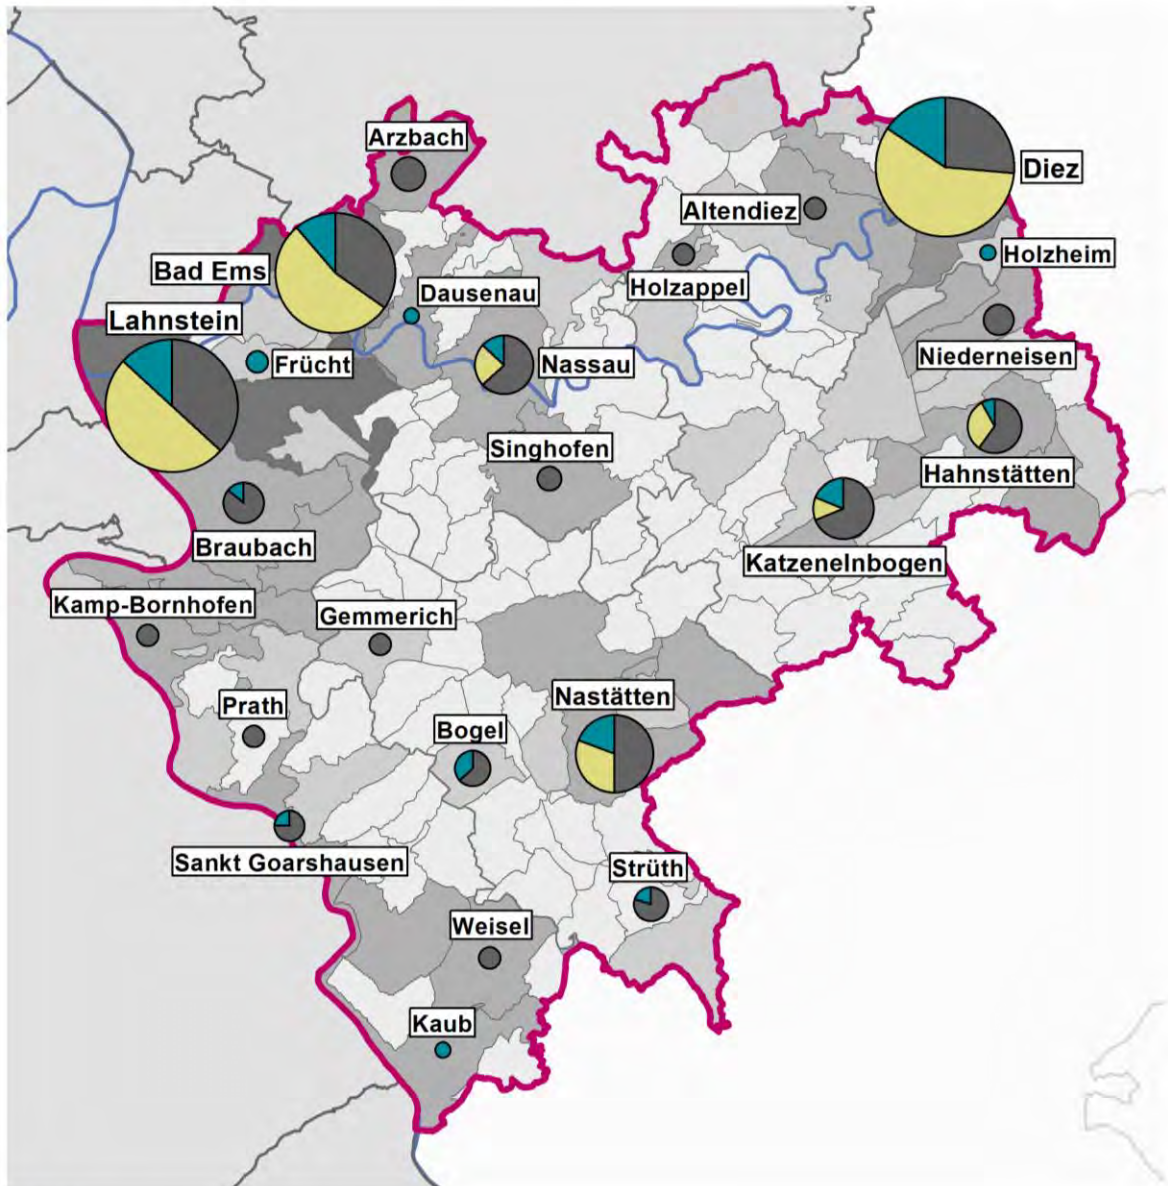 Arzbach
Diez
Altendiez
Bad Ems
Holzheim
Holzappel
Dausenau
Lahnstein
Niederneisen
Frücht
Nassau
Singhofen
Hahnstätten
Braubach
Katzenelnbogen
Kamp-Bornhofen
Gemmerich
Nastätten
Prath
Bogel
Sankt Goarshausen
Strüth
Weisel
Kaub